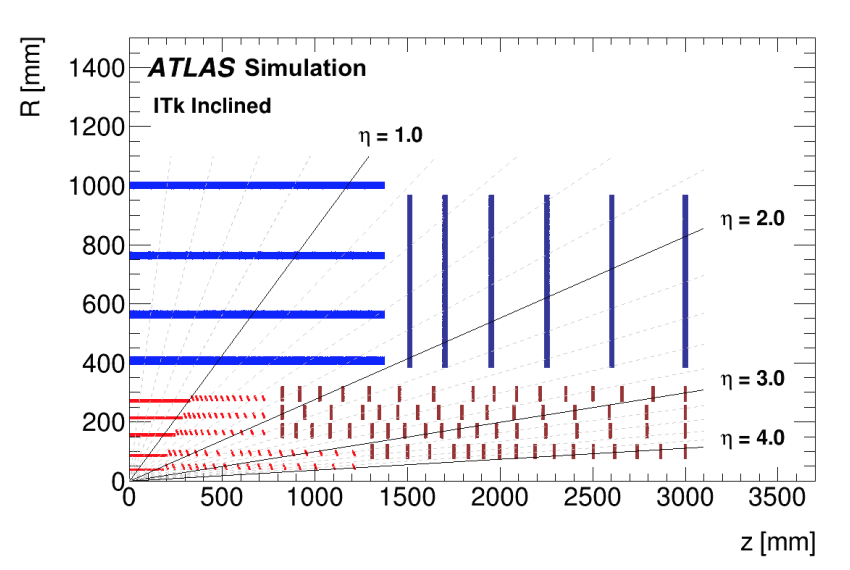 R [mm]
1400
1200
1000
800
600
400
200
0
ATLAS Simulation
ITk Inclined
η = 1.0
η = 2.0
η = 3.0
η = 4.0
0 500 1000 1500 2000 2500 3000 3500
z [mm]